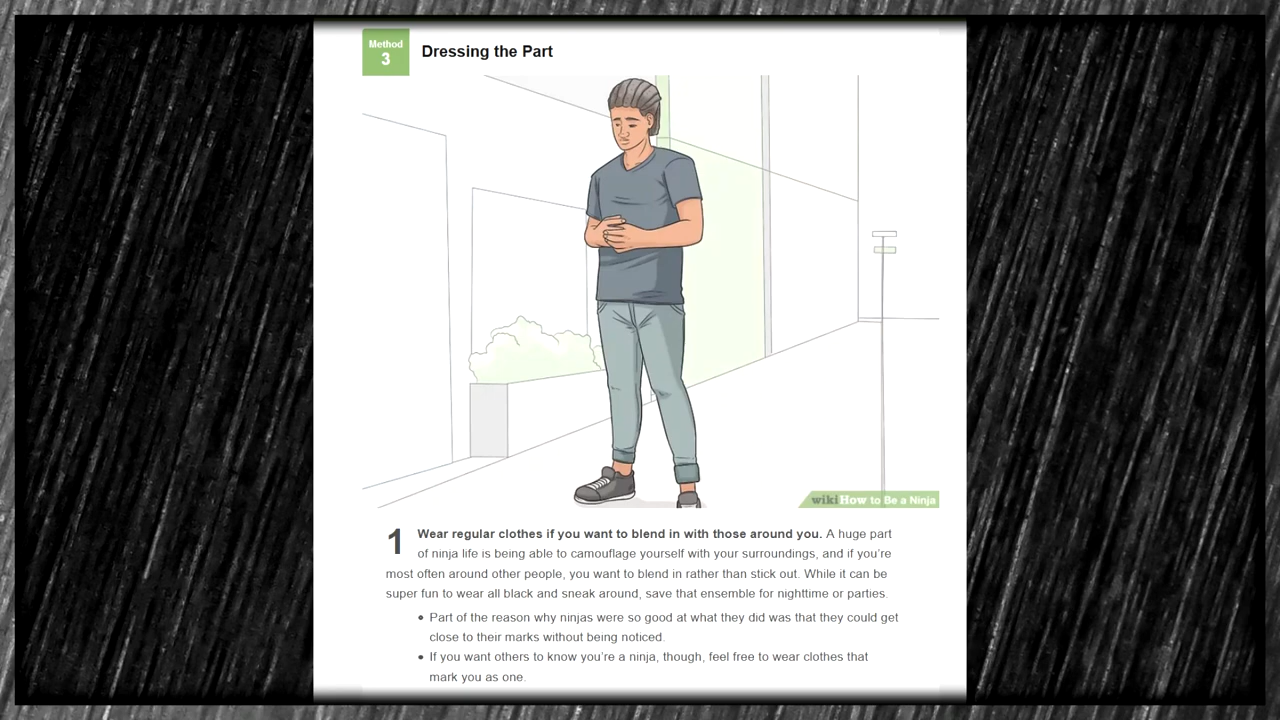 Method
3
Dressing the Part
wikiHow to Be a Ninja
1 Wear regular clothes if you want to blend in with those around you. A huge part
of ninja life is being able to camouflage yourself with your surroundings, and if you’re
most often around other people, you want to blend in rather than stick out. While it can be
super fun to wear all black and sneak around, save that ensemble for nighttime or parties.
• Part of the reason why ninjas were so good at what they did was that they could get
close to their marks without being noticed.
• If you want others to know you’re a ninja, though, feel free to wear clothes that
mark you as one.